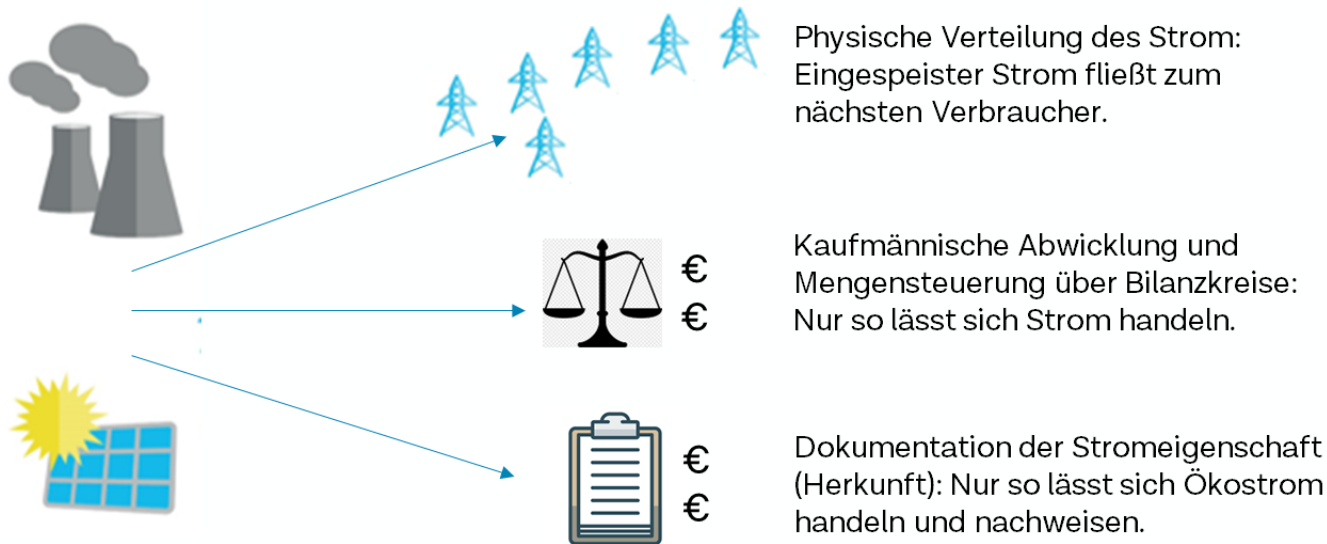 Physische Verteilung des Strom:
Eingespeister Strom fließt zum
nächsten Verbraucher.
€
€
Kaufmännische Abwicklung und
Mengensteuerung über Bilanzkreise:
Nur so lässt sich Strom handeln.
€
€
Dokumentation der Stromeigenschaft
(Herkunft): Nur so lässt sich Ökostrom
handeln und nachweisen.